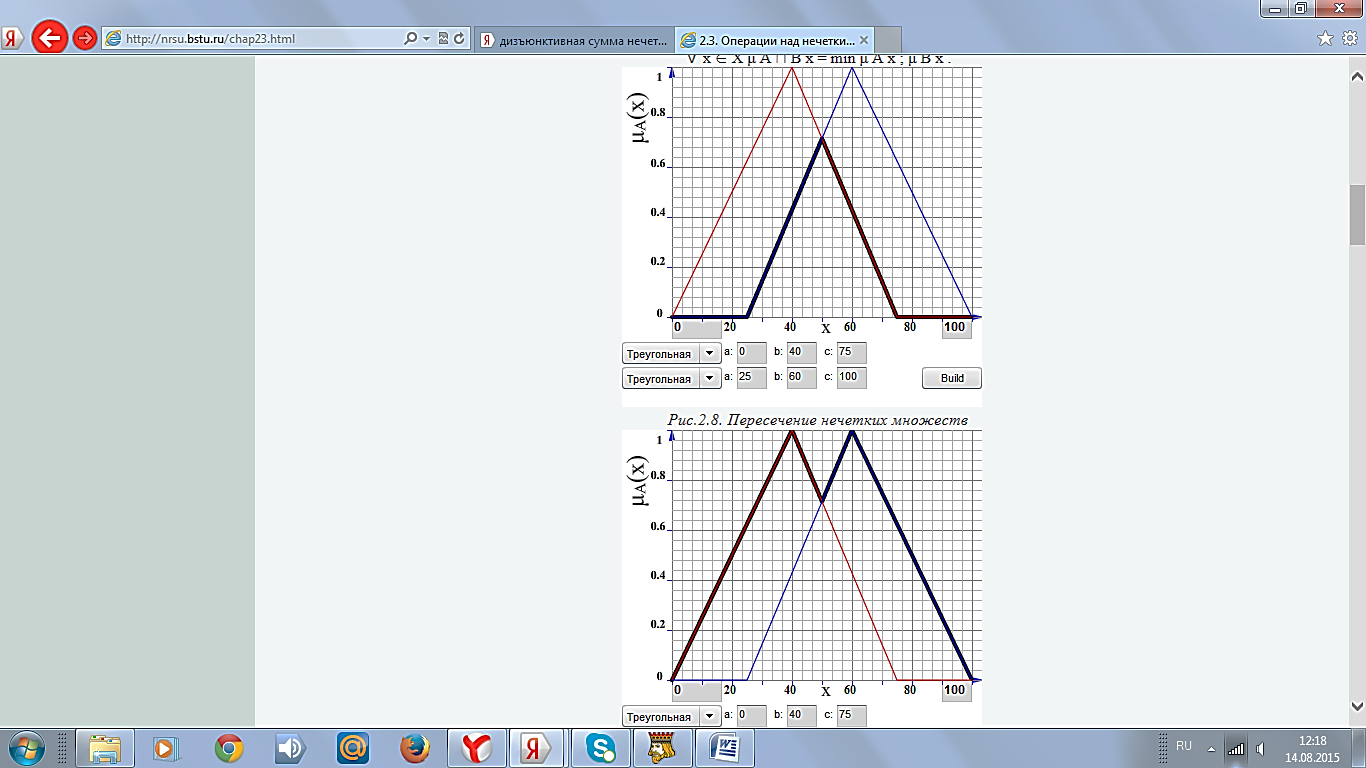 http://nrsu.bstu.ru/chap23.html
дизъюнктивная сумма нечет...
2.3. Операции над нечетки...
∀ x ∈ X μ A ∩ B x = min μ A x ; μ B x .
μA(x)
1
0.8
0.6
0.4
0.2
0
0 20 40 x 60 80 100
Треугольная a: 0 b: 40 c: 75
Треугольная a: 25 b: 60 c: 100 Build
Рис.2.8. Пересечение нечетких множеств
μA(x)
1
0.8
0.6
0.4
0.2
0
0 20 40 x 60 80 100
Треугольная a: 0 b: 40 c: 75
RU 12:18
14.08.2015